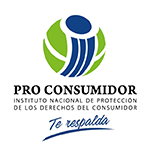 PRO CONSUMIDOR
INSTITUTO NACIONAL DE PROTECCIÓN
DE LOS DERECHOS DEL CONSUMIDOR
Te respalda